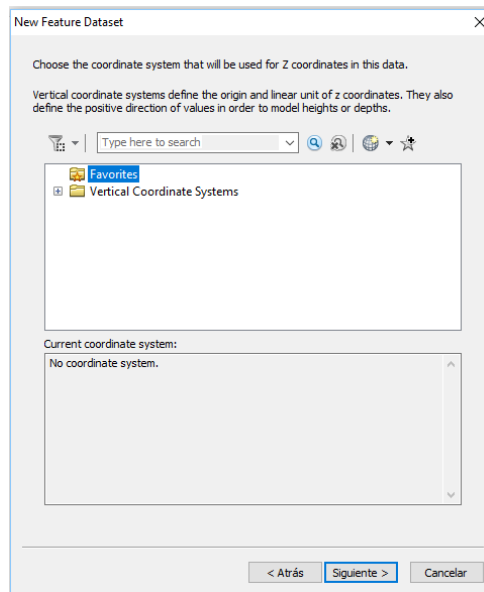 New Feature Dataset
Choose the coordinate system that will be used for Z coordinates in this data.
Vertical coordinate systems define the origin and linear unit of z coordinates. They also
define the positive direction of values in order to model heights or depths.
Type here to search
Favorites
Vertical Coordinate Systems
Current coordinate system:
No coordinate system.
< Atrás
Siguiente >
Cancelar